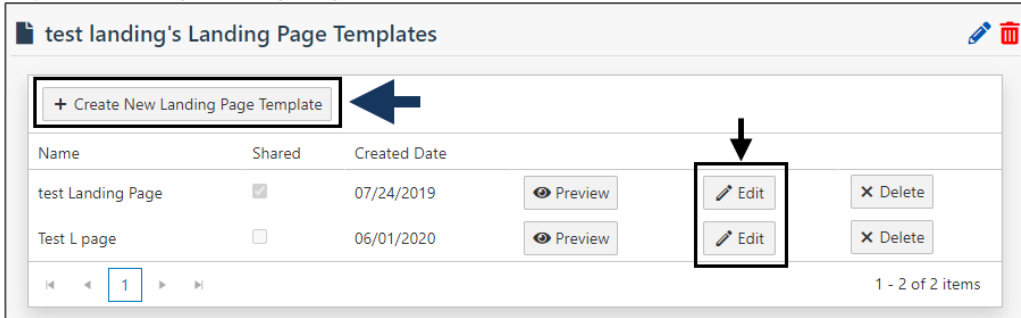 test landing's Landing Page Templates
+ Create New Landing Page Template
Name Shared Created Date
test Landing Page 07/24/2019 Preview Edit Delete
Test L page 06/01/2020 Preview Edit Delete
1 1 - 2 of 2 items